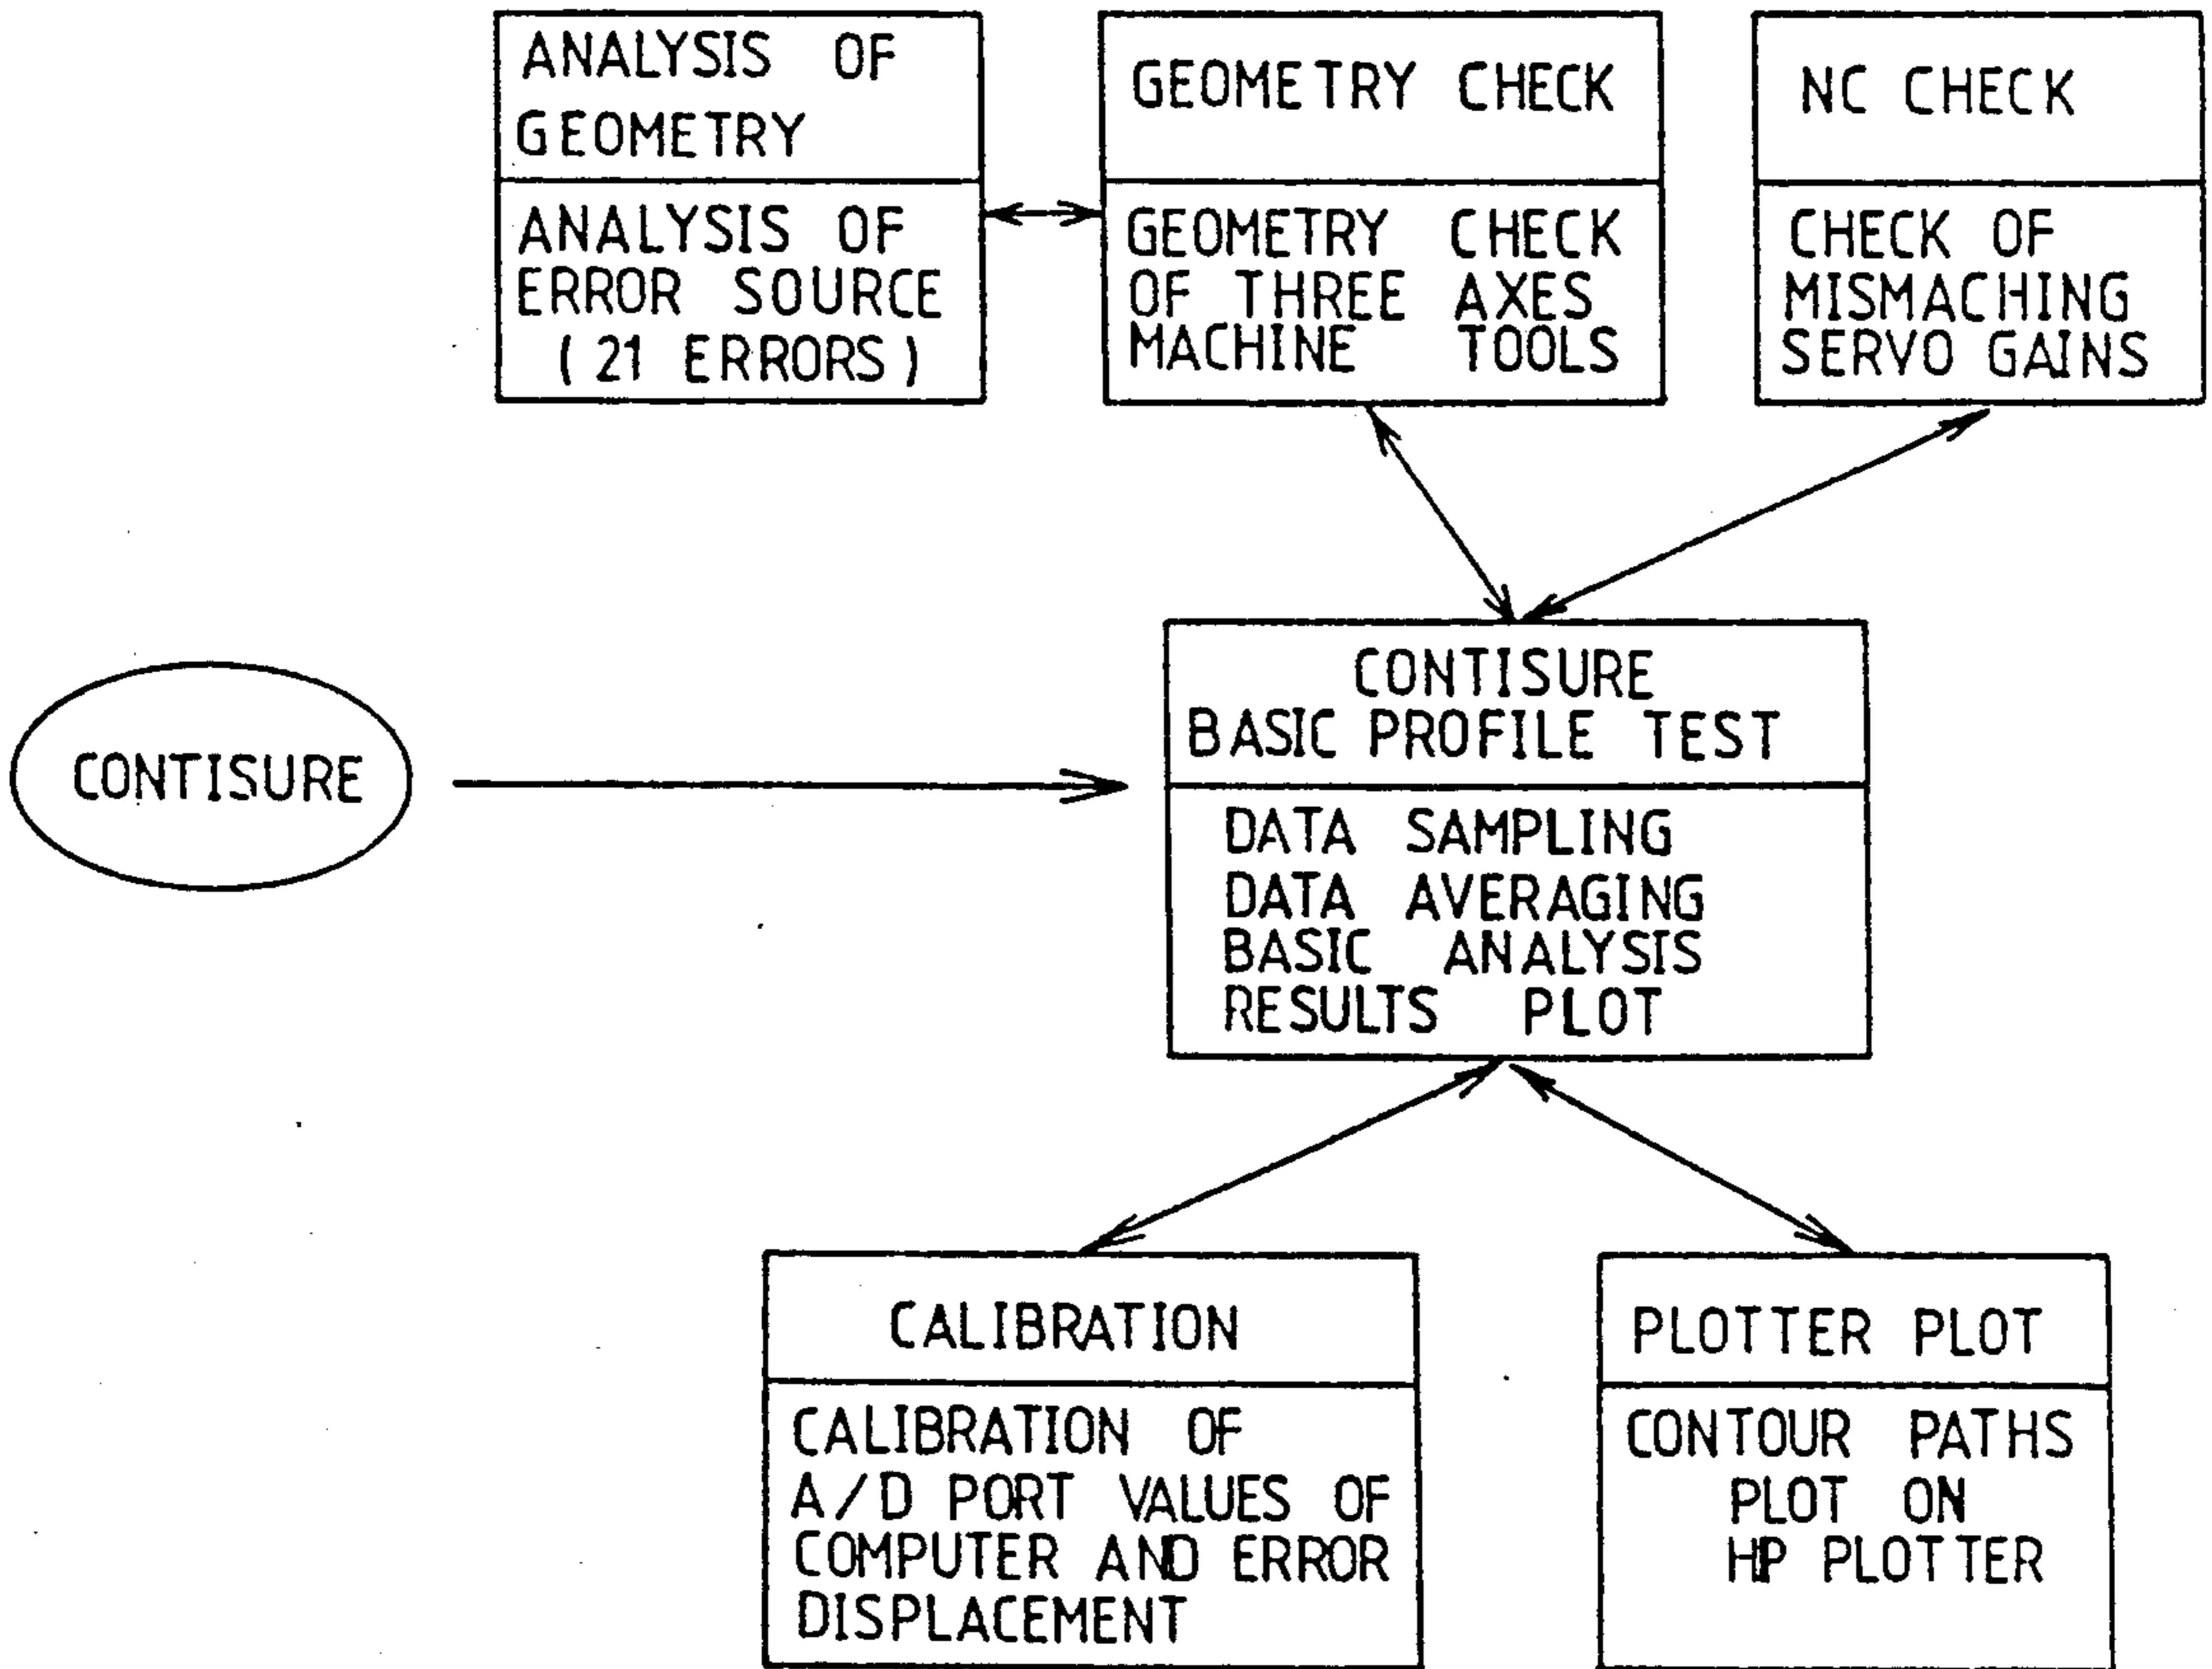 ANALYSIS OF
GEOMETRY
ANALYSIS OF
ERROR SOURCE
(21 ERRORS)
GEOMETRY CHECK
GEOMETRY CHECK
OF THREE AXES
MACHINE TOOLS
NC CHECK
CHECK OF
MISMACHING
SERVO GAINS
CONTISURE
CONTISURE
BASIC PROFILE TEST
DATA SAMPLING
DATA AVERAGING
BASIC ANALYSIS
RESULTS PLOT
CALIBRATION
CALIBRATION OF
A/D PORT VALUES OF
COMPUTER AND ERROR
DISPLACEMENT
PLOTTER PLOT
CONTOUR PATHS
PLOT ON
HP PLOTTER